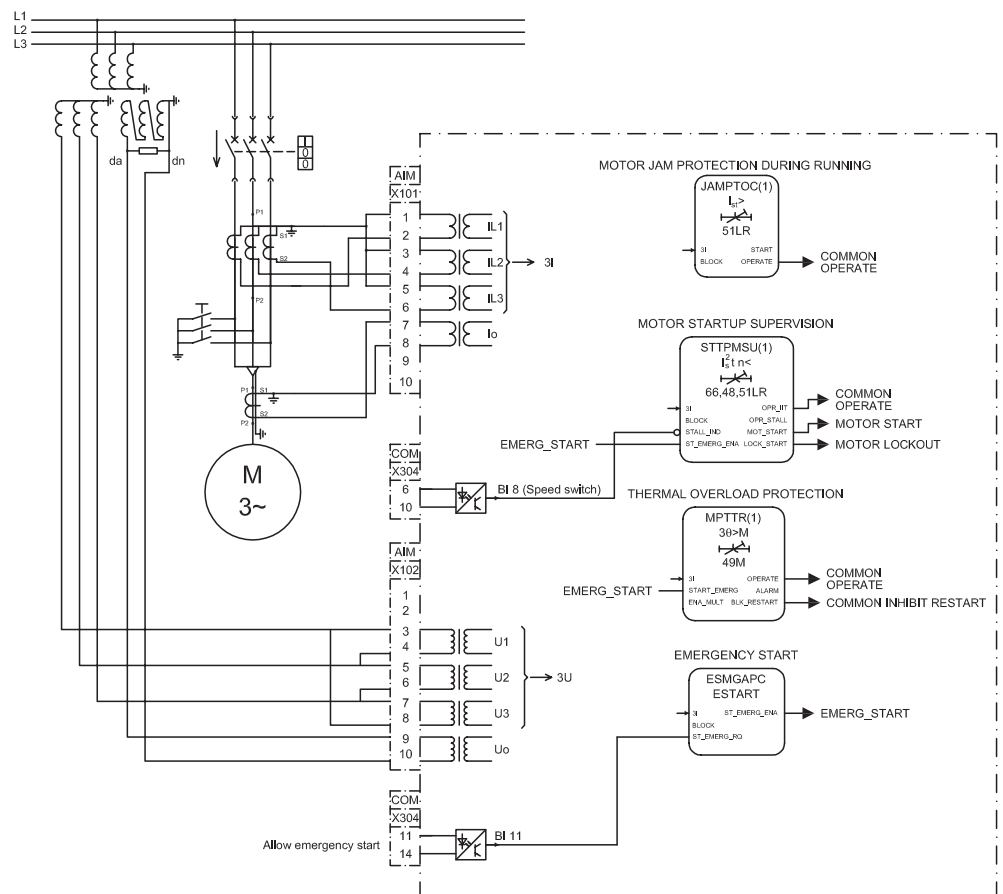 L1
L2
L3
da
dn
I
0
0
P1
S1
S2
P2
P1
S1
S2
P2
M
3~
AIM
X101
1
2
3
4
5
6
7
8
9
10
IL1
IL2
IL3
Io
3I
COM
X304
6
10
BI 8 (Speed switch)
AIM
X102
1
2
3
4
5
6
7
8
9
10
U1
U2
U3
Uo
3U
COM
X304
11
14
Allow emergency start
BI 11
MOTOR JAM PROTECTION DURING RUNNING
JAMPTOC(1)
Ist>
51LR
3I
START
BLOCK
OPERATE
COMMON
OPERATE
MOTOR STARTUP SUPERVISION
STTPMSU(1)
Is2t n<
66,48,51LR
3I
OPR_IIT
BLOCK
OPR_STALL
STALL_IND
MOT_START
ST_EMERG_ENA
LOCK_START
EMERG_START
COMMON
OPERATE
MOTOR START
MOTOR LOCKOUT
THERMAL OVERLOAD PROTECTION
MPTTR(1)
3θ>M
49M
3I
OPERATE
START_EMERG
ALARM
ENA_MULT
BLK_RESTART
EMERG_START
COMMON
OPERATE
COMMON INHIBIT RESTART
EMERGENCY START
ESMGAPC
ESTART
3I
ST_EMERG_ENA
BLOCK
ST_EMERG_RQ
EMERG_START